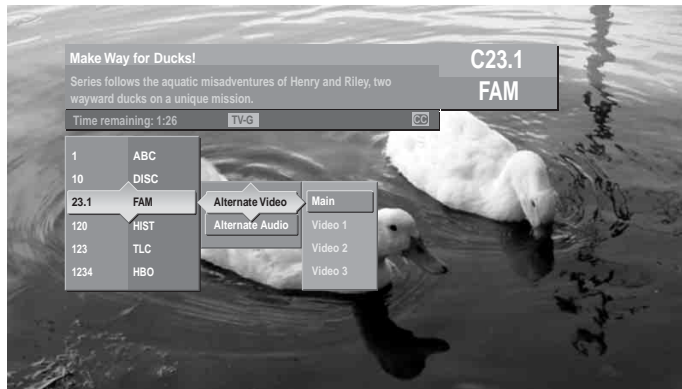 Make Way for Ducks!
C23.1
Series follows the aquatic misadventures of Henry and Riley, two
wayward ducks on a unique mission.
FAM
Time remaining: 1:26 TV-G CC
1 ABC
10 DISC
23.1 FAM Alternate Video Main
120 HIST Alternate Audio Video 1
123 TLC Video 2
1234 HBO Video 3